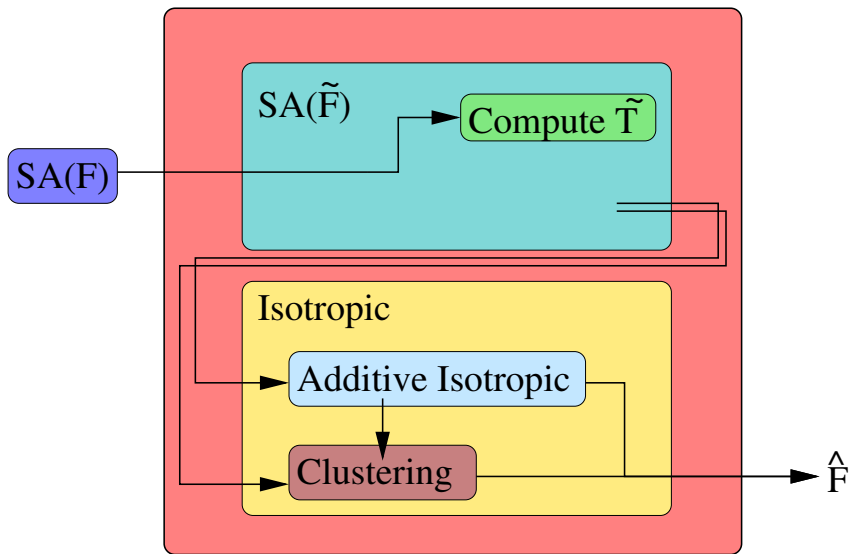 SA(F̃)
Compute T̃
SA(F)
Isotropic
Additive Isotropic
Clustering
F̂